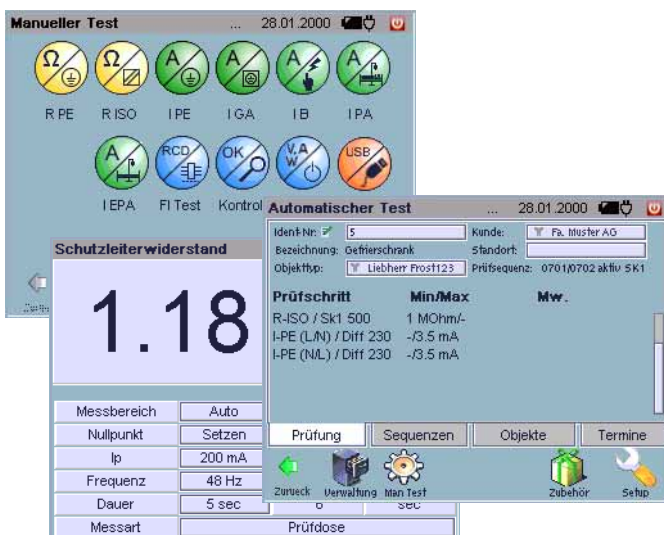 Manueller Test ... 28.01.2000
Ω Ω A A A A
R PE R ISO I PE I GA I B I PA
A RCD OK V,A W USB
I EPA FI Test Kontrol
Schutzleiterwiderstand
1.18
Messbereich Auto
Nullpunkt Setzen
Ip 200 mA
Frequenz 48 Hz
Dauer 5 sec 6 sec
Messart Prüfdose
Automatischer Test ... 28.01.2000
Ident-Nr: 5 Kunde: Fa. Muster AG
Bezeichnung: Gefrierschrank Standort:
Objekttyp: Liebherr Frost123 Prüfsequenz: 0701/0702 aktiv SK1
Prüfschritt Min/Max Mw.
R-ISO / Sk1 500 1 MOhm/-
I-PE (L/N) / Diff 230 -/3.5 mA
I-PE (N/L) / Diff 230 -/3.5 mA
Prüfung Sequenzen Objekte Termine
Zurueck Verwaltung Man Test Zubehör Setup